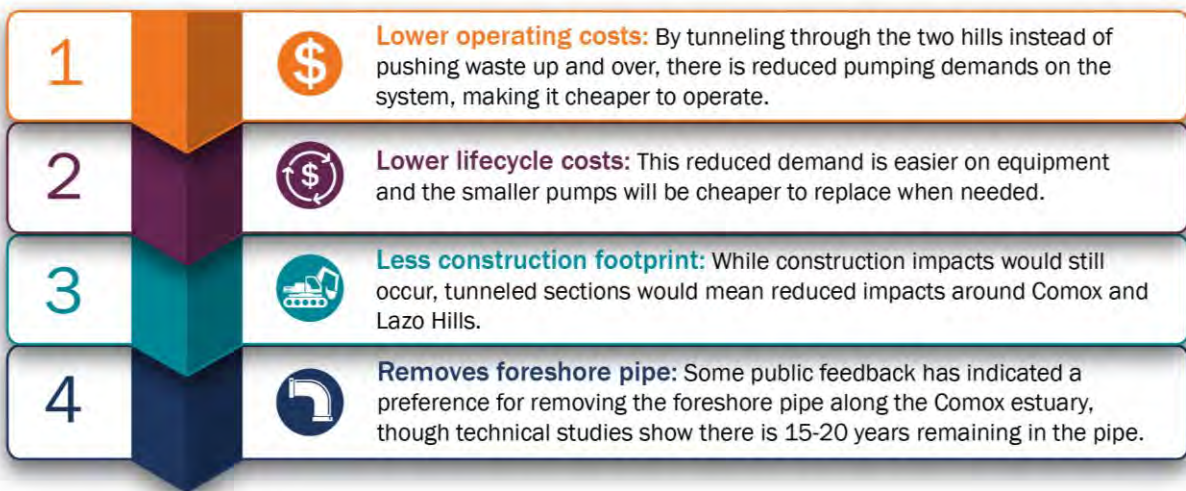 1
$
Lower operating costs: By tunneling through the two hills instead of
pushing waste up and over, there is reduced pumping demands on the
system, making it cheaper to operate.
2
$
Lower lifecycle costs: This reduced demand is easier on equipment
and the smaller pumps will be cheaper to replace when needed.
3
Less construction footprint: While construction impacts would still
occur, tunneled sections would mean reduced impacts around Comox and
Lazo Hills.
4
Removes foreshore pipe: Some public feedback has indicated a
preference for removing the foreshore pipe along the Comox estuary,
though technical studies show there is 15-20 years remaining in the pipe.